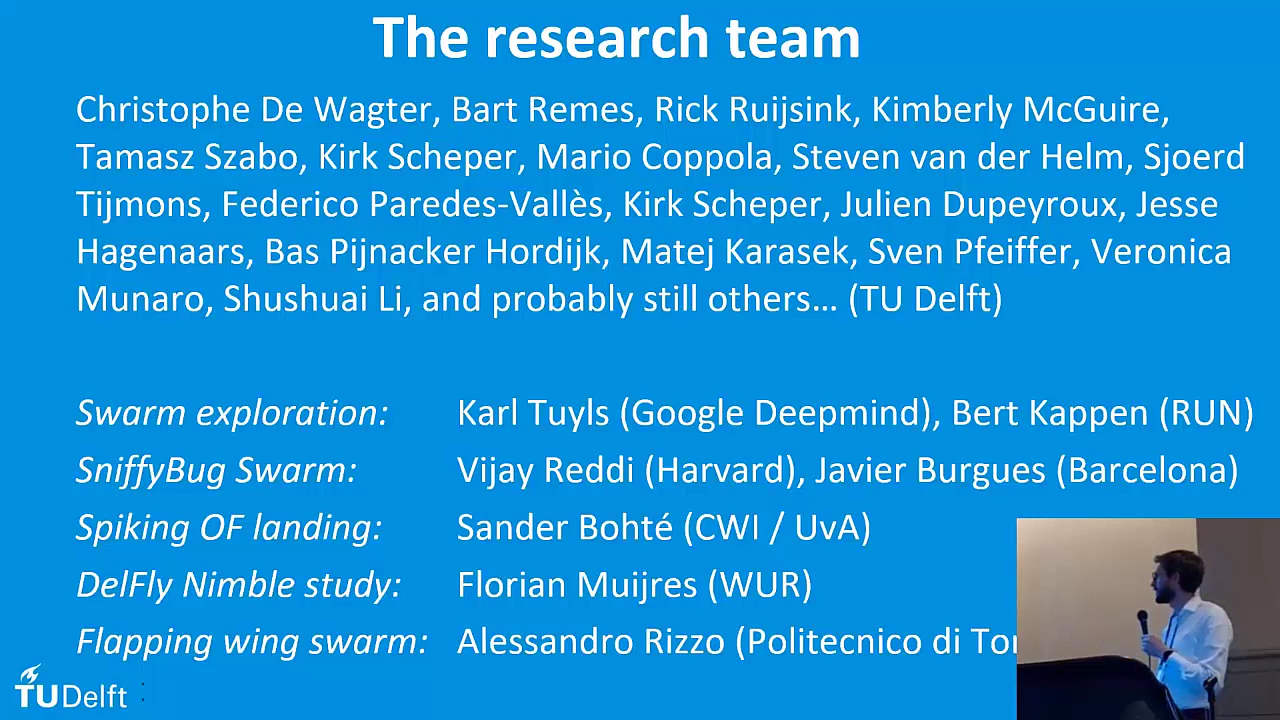 The research team
Christophe De Wagter, Bart Remes, Rick Ruijsink, Kimberly McGuire,
Tamasz Szabo, Kirk Scheper, Mario Coppola, Steven van der Helm, Sjoerd
Tijmons, Federico Paredes-Vallès, Kirk Scheper, Julien Dupeyroux, Jesse
Hagenaars, Bas Pijnacker Hordijk, Matej Karasek, Sven Pfeiffer, Veronica
Munaro, Shushuai Li, and probably still others… (TU Delft)
Swarm exploration: Karl Tuyls (Google Deepmind), Bert Kappen (RUN)
SniffyBug Swarm: Vijay Reddi (Harvard), Javier Burgues (Barcelona)
Spiking OF landing: Sander Bohté (CWI / UvA)
DelFly Nimble study: Florian Muijres (WUR)
Flapping wing swarm: Alessandro Rizzo (Politecnico di
TUDelft